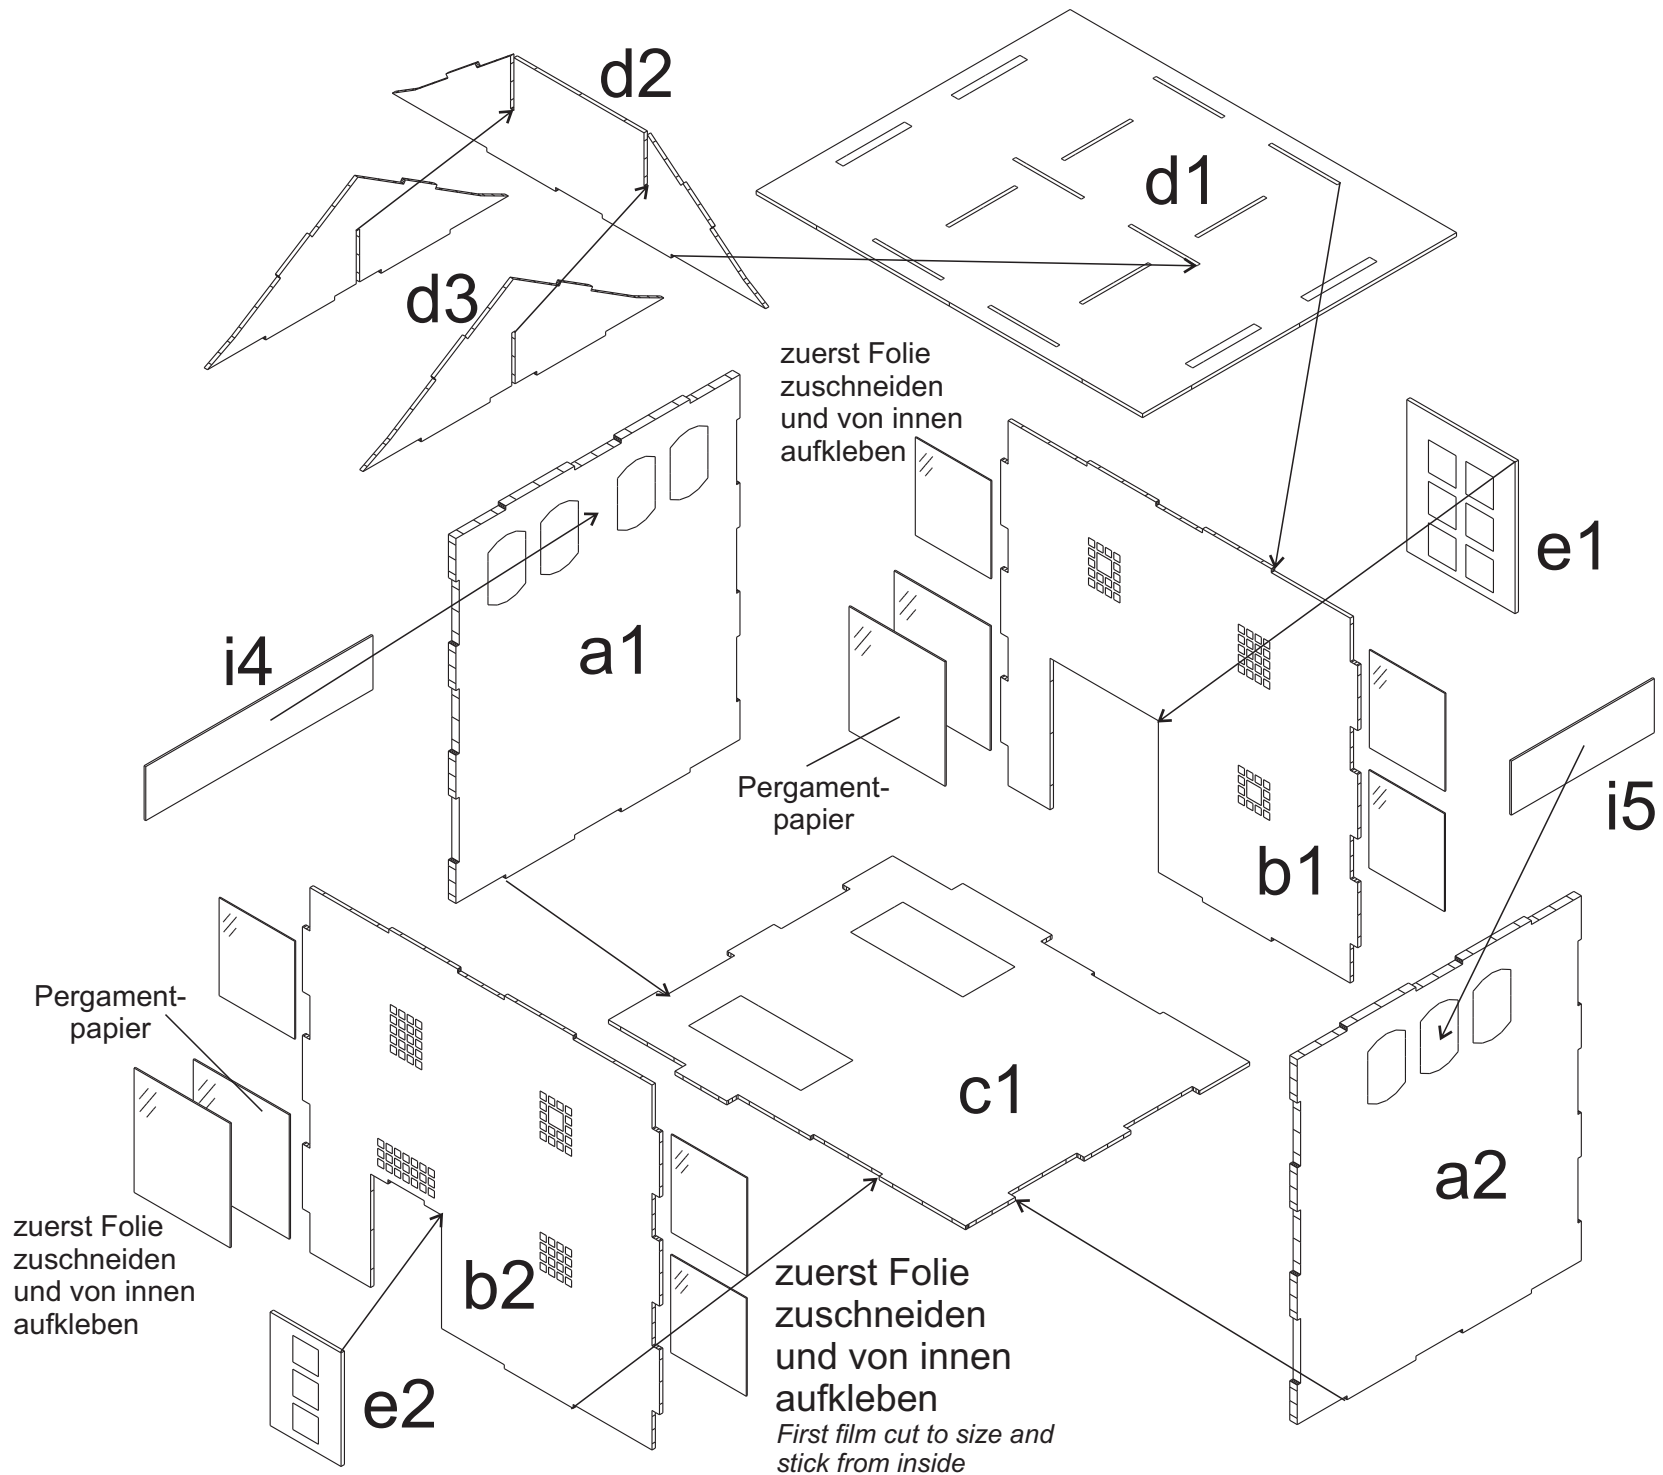 d2
d1
d3
zuerst Folie
zuschneiden
und von innen
aufkleben
e1
a1
i4
Pergament-
papier
i5
b1
Pergament-
papier
c1
a2
zuerst Folie
zuschneiden
und von innen
aufkleben
b2
e2
zuerst Folie
zuschneiden
und von innen
aufkleben
First film cut to size and
stick from inside